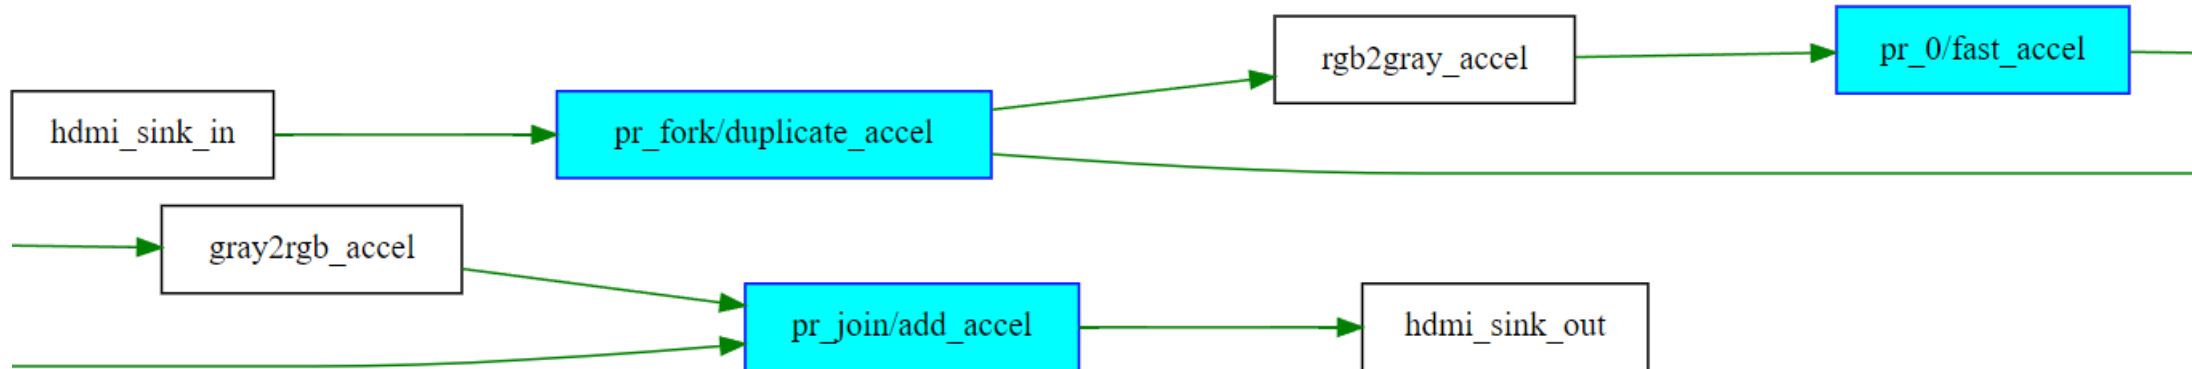 hdmi_sink_in
pr_fork/duplicate_accel
rgb2gray_accel
pr_0/fast_accel
gray2rgb_accel
pr_join/add_accel
hdmi_sink_out